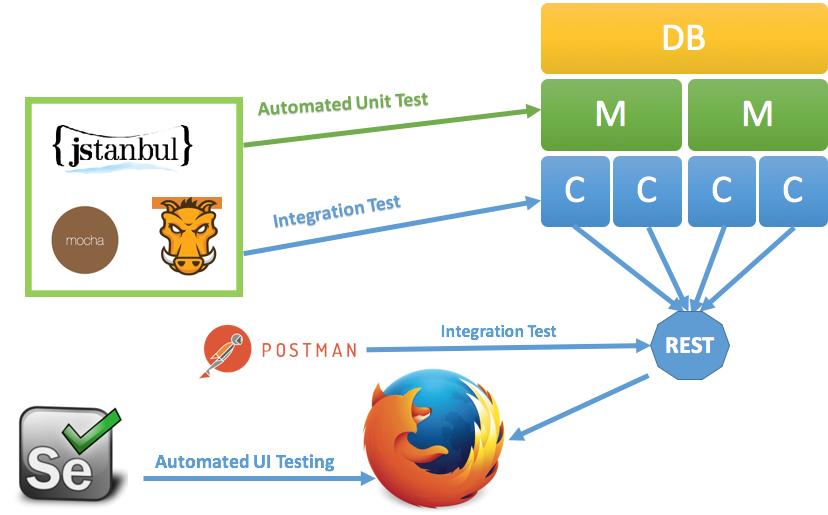 DB
Automated Unit Test
M M
{jstanbul}
Integration Test
C C C C
mocha
POSTMAN
Integration Test
REST
Se
Automated UI Testing